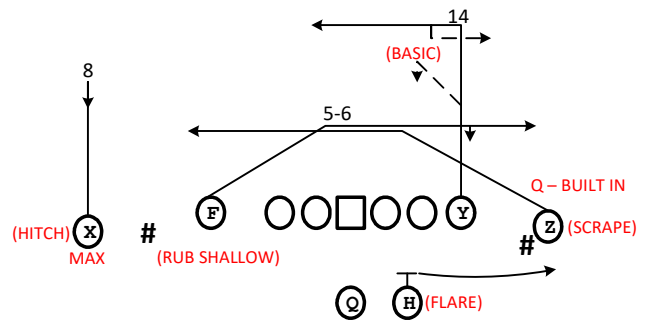 14
(BASIC)
8
5-6
Q – BUILT IN
F
Y
(HITCH) X # Z (SCRAPE)
MAX (RUB SHALLOW) #
Q H (FLARE)